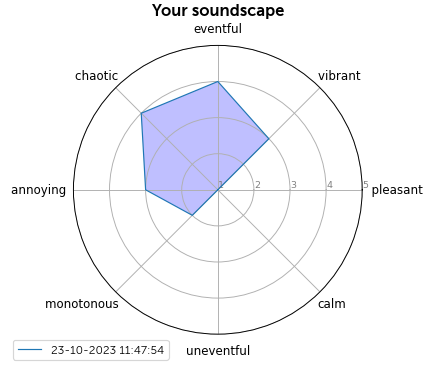 Your soundscape
eventful
chaotic
vibrant
annoying
1 2 3 4 5
pleasant
monotonous
calm
uneventful
23-10-2023 11:47:54